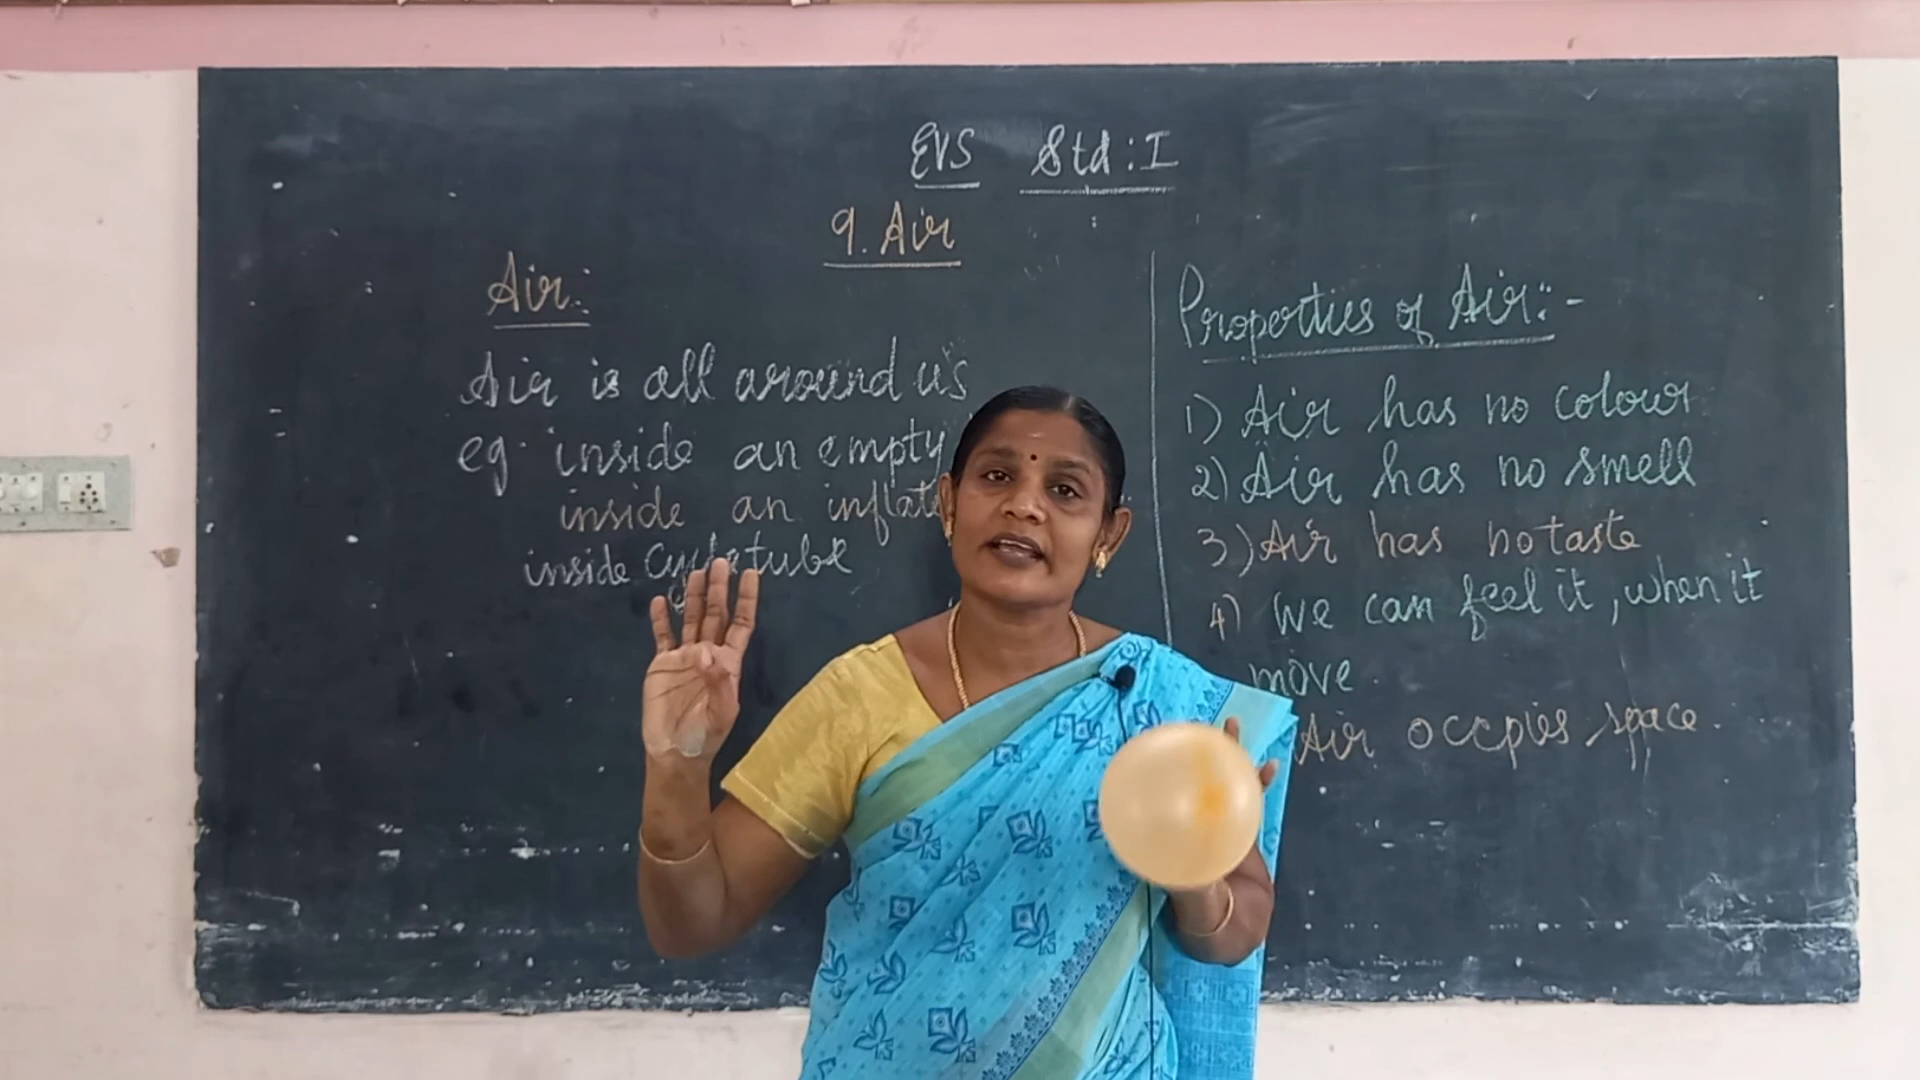 EVS Std : I
9. Air
Air:
Air is all around us
eg. inside an empty
inside an inflate
inside cycle tube
Properties of Air:-
1) Air has no colour
2) Air has no smell
3) Air has no taste
4) We can feel it, when it
move.
Air occpies space.